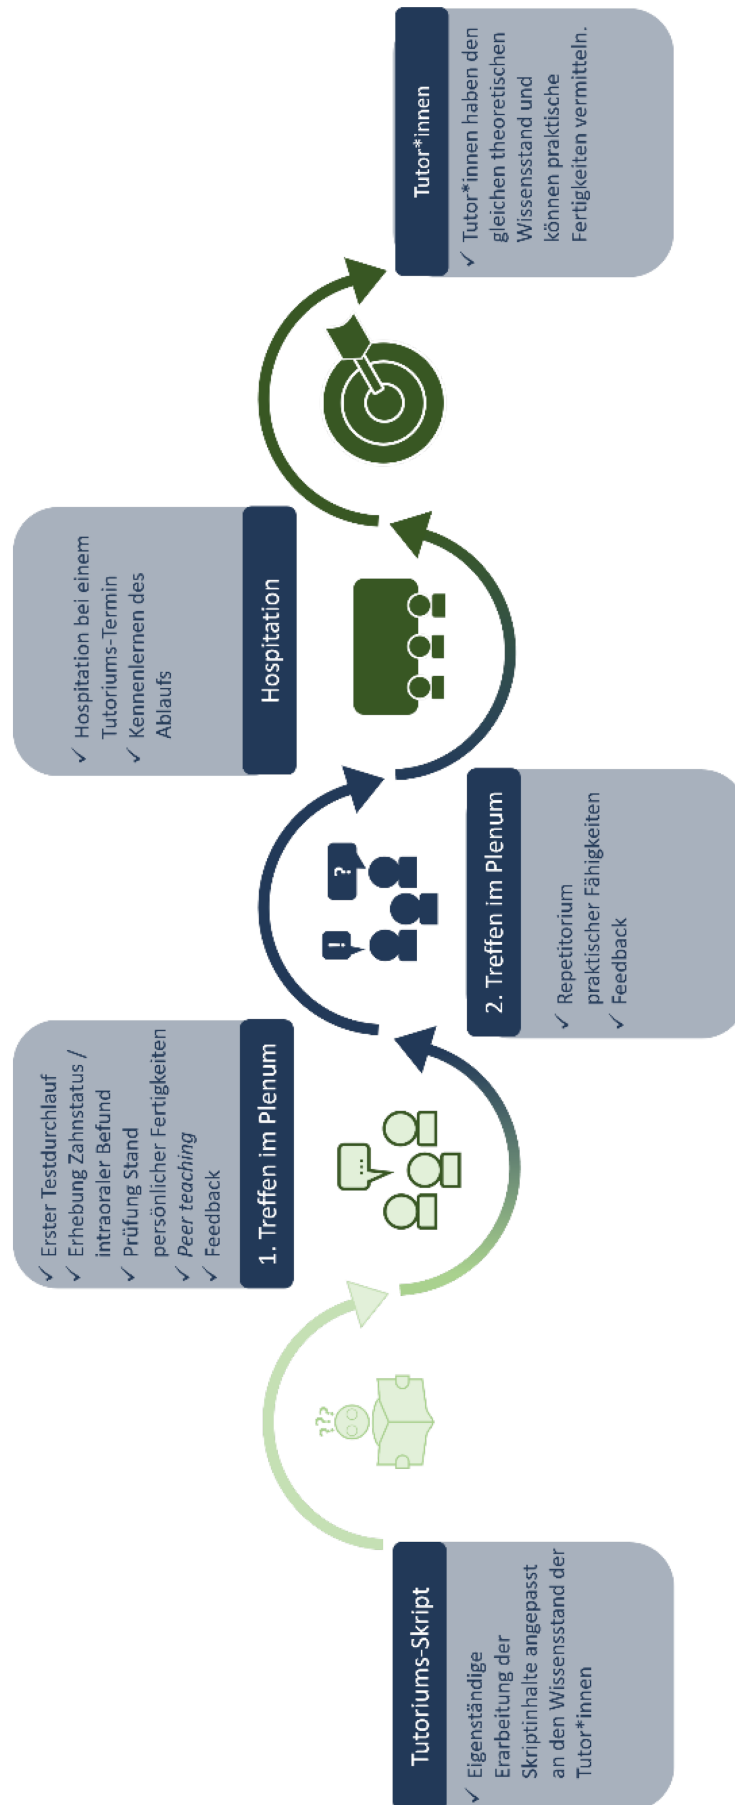 Tutoriums-Skript
✓ Eigenständige
Erarbeitung der
Skriptinhalte angepasst
an den Wissensstand der
Tutor*innen
???
✓ Erster Testdurchlauf
✓ Erhebung Zahnstatus /
intraoraler Befund
✓ Prüfung Stand
persönlicher Fertigkeiten
✓ Peer teaching
✓ Feedback
1. Treffen im Plenum
...
! ?
2. Treffen im Plenum
✓ Repetitorium
praktischer Fähigkeiten
✓ Feedback
✓ Hospitation bei einem
Tutoriums-Termin
✓ Kennenlernen des
Ablaufs
Hospitation
Tutor*innen
✓ Tutor*innen haben den
gleichen theoretischen
Wissensstand und
können praktische
Fertigkeiten vermitteln.